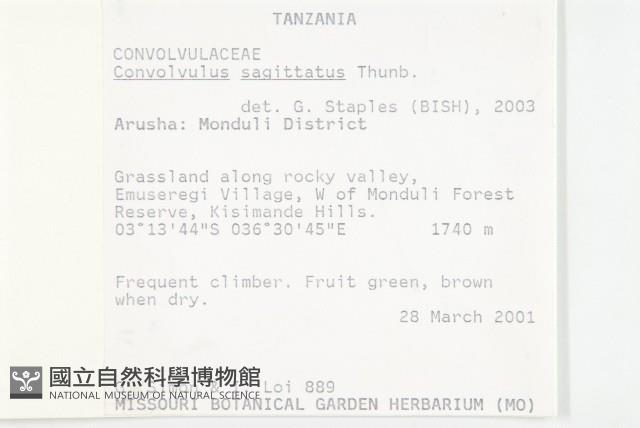 TANZANIA
CONVOLVULACEAE
Convolvulus sagittatus Thunb.
det. G. Staples (BISH), 2003
Arusha: Monduli District
Grassland along rocky valley,
Emuseregi Village, W of Monduli Forest
Reserve, Kisimande Hills.
03°13'44"S 036°30'45"E 1740 m
Frequent climber. Fruit green, brown
when dry.
28 March 2001
Loi 889
MISSOURI BOTANICAL GARDEN HERBARIUM (MO)
國立自然科學博物館
NATIONAL MUSEUM OF NATURAL SCIENCE